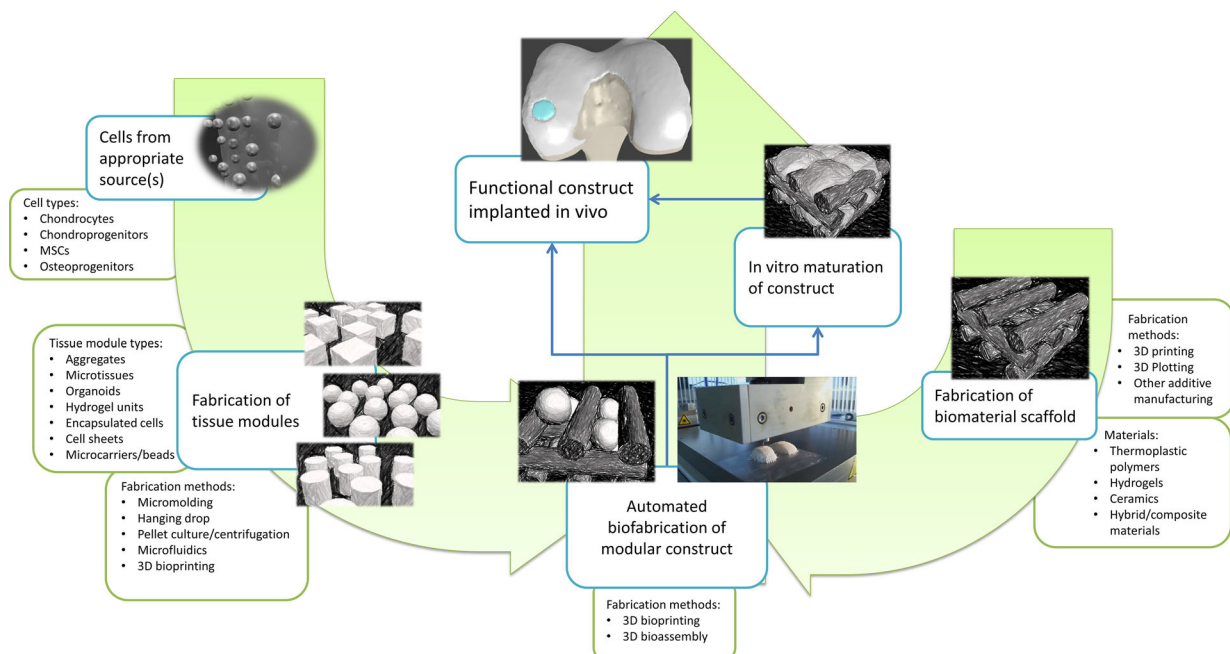 Cells from
appropriate
source(s)
Cell types:
• Chondrocytes
• Chondroprogenitors
• MSCs
• Osteoprogenitors
Tissue module types:
• Aggregates
• Microtissues
• Organoids
• Hydrogel units
• Encapsulated cells
• Cell sheets
• Microcarriers/beads
Fabrication of
tissue modules
Fabrication methods:
• Micromolding
• Hanging drop
• Pellet culture/centrifugation
• Microfluidics
• 3D bioprinting
Functional construct
implanted in vivo
In vitro maturation
of construct
Automated
biofabrication of
modular construct
Fabrication methods:
• 3D bioprinting
• 3D bioassembly
Fabrication of
biomaterial scaffold
Fabrication
methods:
• 3D printing
• 3D Plotting
• Other additive
manufacturing
Materials:
• Thermoplastic
polymers
• Hydrogels
• Ceramics
• Hybrid/composite
materials